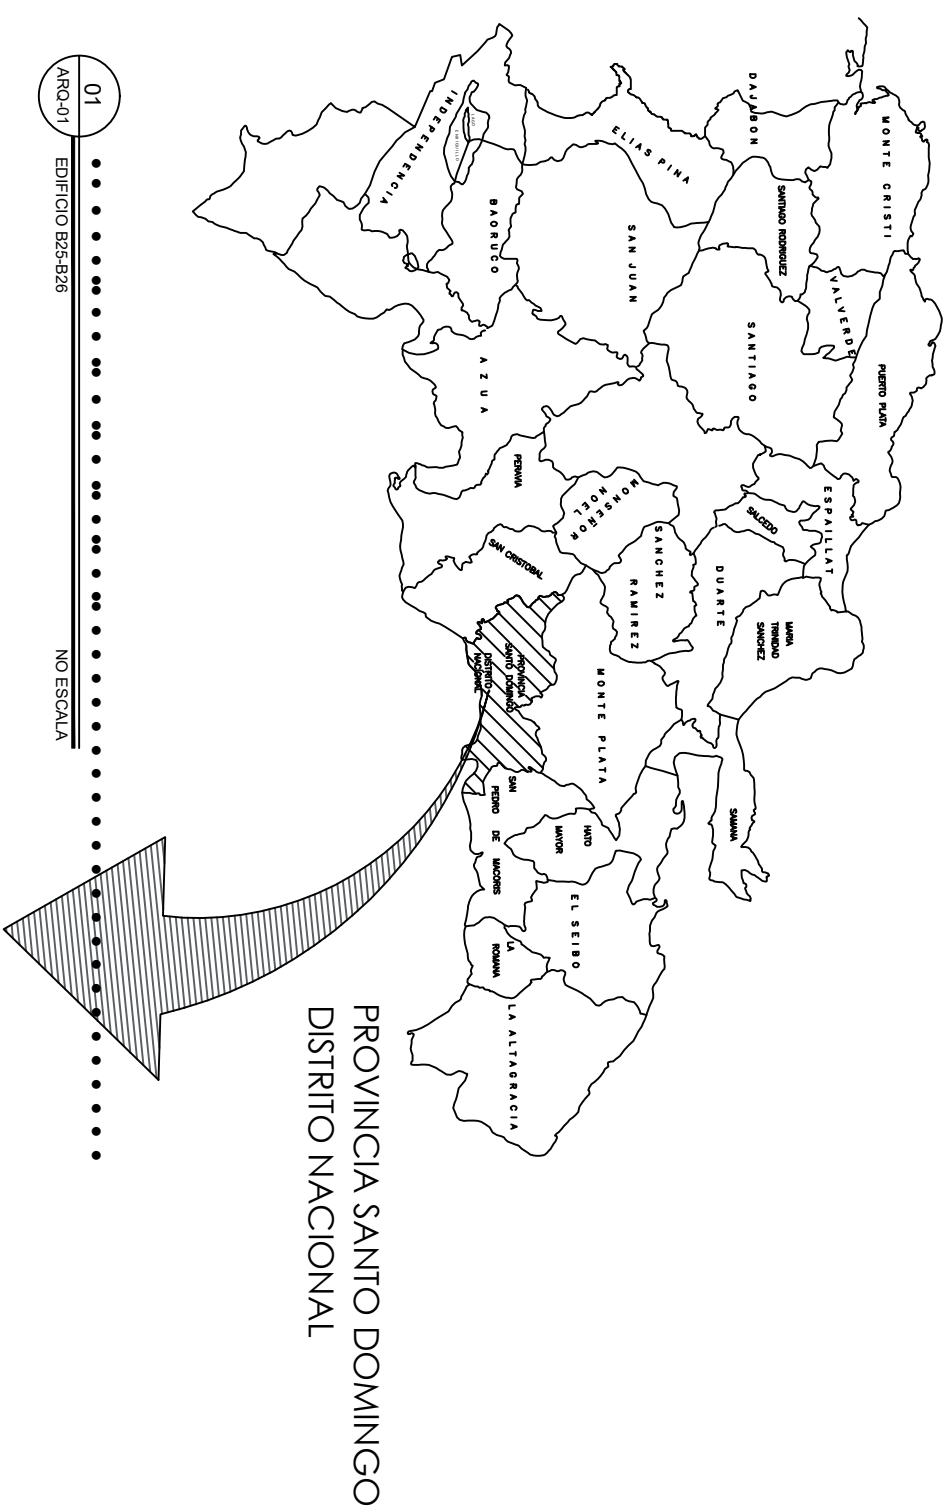 MONTE CRISTI
PUERTO PLATA
DAJABON
SANTIAGO RODRIGUEZ
VALVERDE
ESPAILLAT
SANTIAGO
SALCEDO
MARIA
TRINIDAD
SANCHEZ
DUARTE
SAMANA
ELIAS PIÑA
SAN JUAN
MONSEÑOR
NOEL
SANCHEZ
RAMIREZ
MONTE PLATA
HATO
MAYOR
EL SEIBO
INDEPENDENCIA
LAGO
ENRIQUILLO
BAORUCO
AZUA
PERAVIA
SAN CRISTOBAL
PROVINCIA
SANTO DOMINGO
DISTRITO
NACIONAL
SAN
PEDRO DE MACORIS
LA
ROMANA
LA ALTAGRACIA
PROVINCIA SANTO DOMINGO
DISTRITO NACIONAL
01
ARQ-01
EDIFICIO B25-B26
NO ESCALA